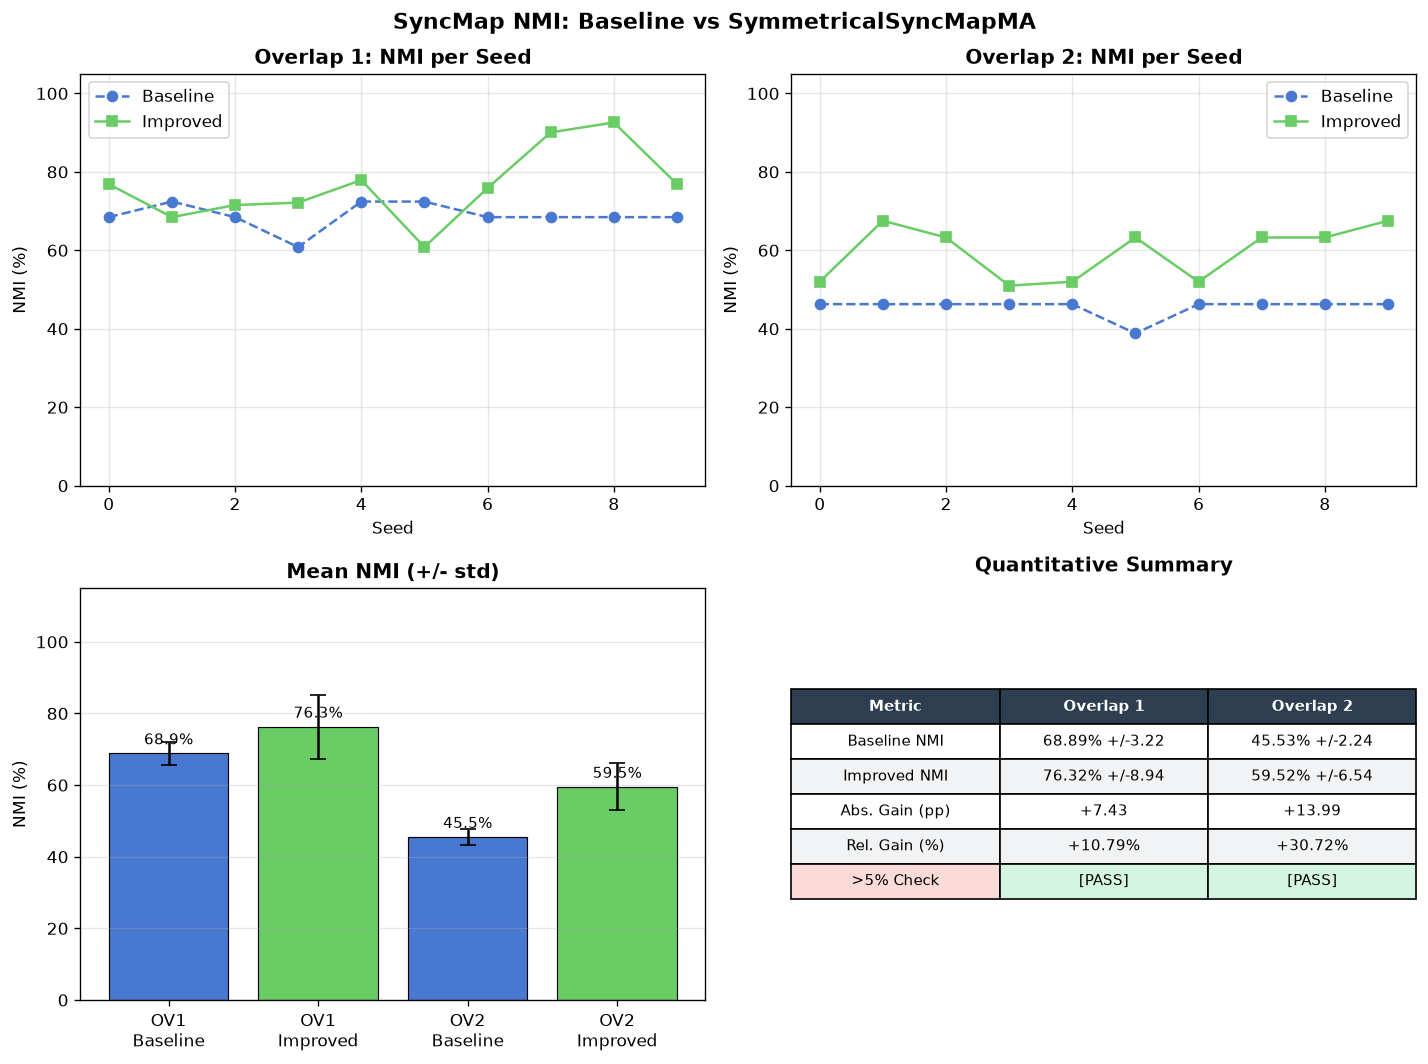 SyncMap NMI: Baseline vs SymmetricalSyncMapMA
Overlap 1: NMI per Seed
Baseline
Improved
NMI (%)
100
80
60
40
20
0
0 2 4 6 8
Seed
Overlap 2: NMI per Seed
Baseline
Improved
NMI (%)
100
80
60
40
20
0
0 2 4 6 8
Seed
Mean NMI (+/- std)
NMI (%)
100
80
60
40
20
0
68.9%
76.3%
45.5%
59.5%
OV1 OV1 OV2 OV2
Baseline Improved Baseline Improved
Quantitative Summary
Metric Overlap 1 Overlap 2
Baseline NMI 68.89% +/-3.22 45.53% +/-2.24
Improved NMI 76.32% +/-8.94 59.52% +/-6.54
Abs. Gain (pp) +7.43 +13.99
Rel. Gain (%) +10.79% +30.72%
>5% Check [PASS] [PASS]